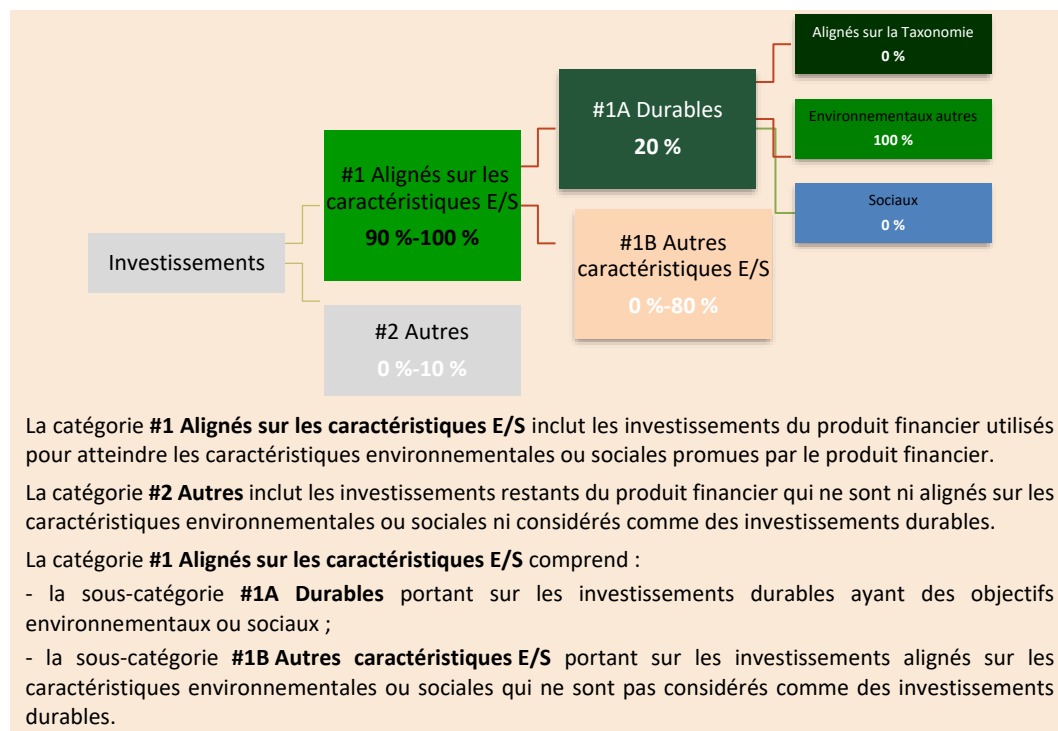 Alignés sur la Taxonomie
0 %
#1A Durables
20 %
Environnementaux autres
100 %
#1 Alignés sur les
caractéristiques E/S
90 %-100 %
Sociaux
0 %
#1B Autres
caractéristiques E/S
0 %-80 %
Investissements
#2 Autres
0 %-10 %
La catégorie #1 Alignés sur les caractéristiques E/S inclut les investissements du produit financier utilisés
pour atteindre les caractéristiques environnementales ou sociales promues par le produit financier.
La catégorie #2 Autres inclut les investissements restants du produit financier qui ne sont ni alignés sur les
caractéristiques environnementales ou sociales ni considérés comme des investissements durables.
La catégorie #1 Alignés sur les caractéristiques E/S comprend :
- la sous-catégorie #1A Durables portant sur les investissements durables ayant des objectifs
environnementaux ou sociaux ;
- la sous-catégorie #1B Autres caractéristiques E/S portant sur les investissements alignés sur les
caractéristiques environnementales ou sociales qui ne sont pas considérés comme des investissements
durables.